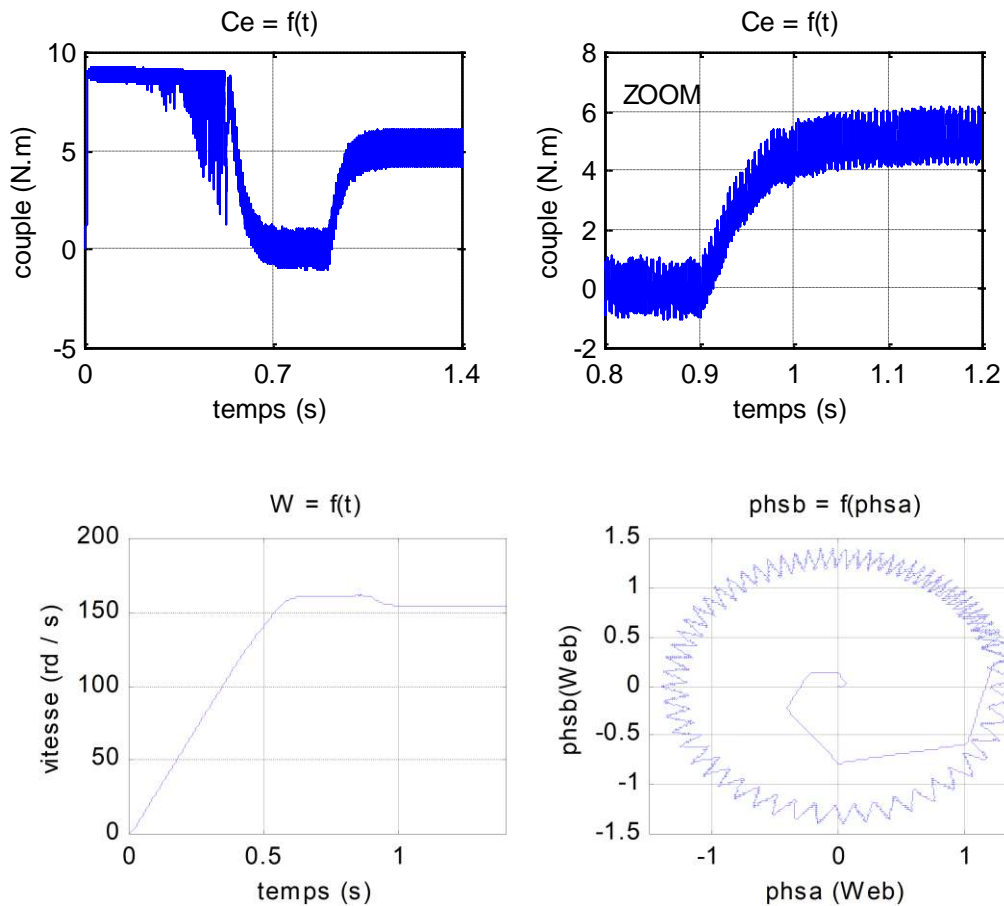 Ce = f(t)
10
5
0
-5
couple (N.m)
0
0.7
1.4
temps (s)
Ce = f(t)
ZOOM
8
6
4
2
0
-2
couple (N.m)
0.8
0.9
1
1.1
1.2
temps (s)
W = f(t)
200
150
100
50
0
vitesse (rd / s)
0
0.5
1
temps (s)
phsb = f(phsa)
1.5
1
0.5
0
-0.5
-1
-1.5
phsb(Web)
-1
0
1
phsa (Web)